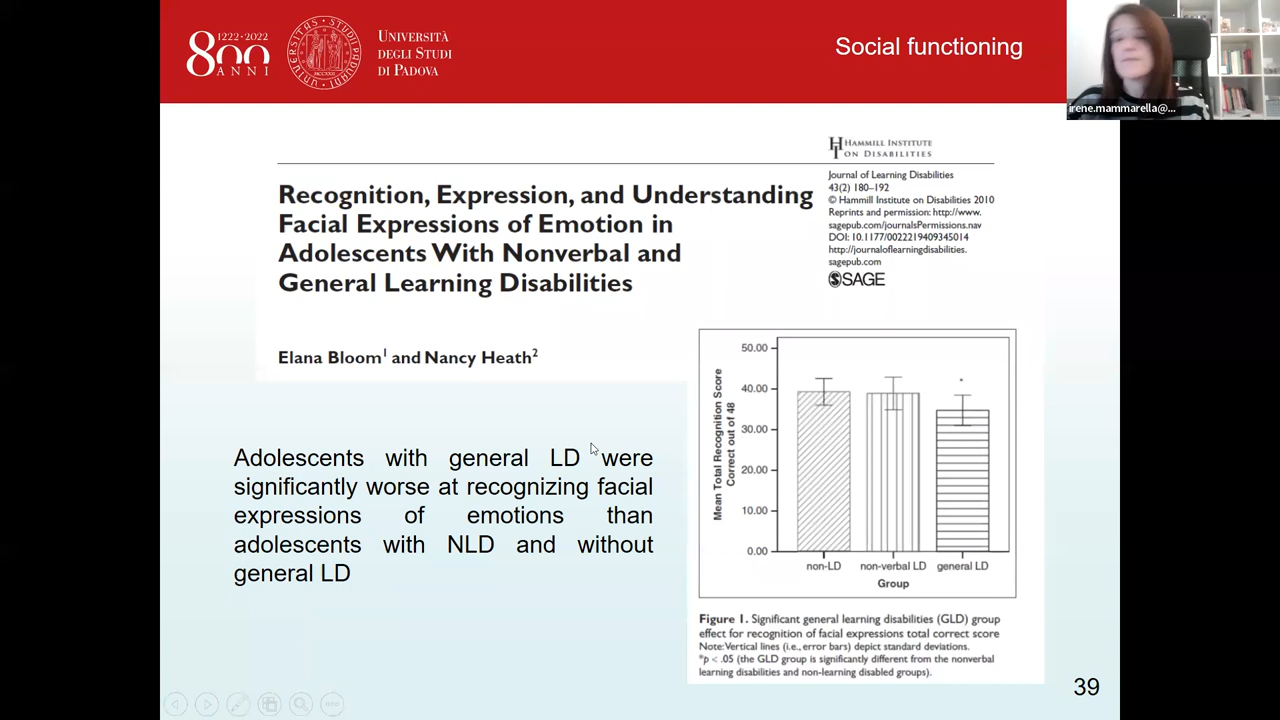 1222·2022
800
ANNI
UNIVERSITÀ
DEGLI STUDI
DI PADOVA
Social functioning
irene.mammarella@...
HAMMILL INSTITUTE
ON DISABILITIES
Recognition, Expression, and Understanding
Facial Expressions of Emotion in
Adolescents With Nonverbal and
General Learning Disabilities
Journal of Learning Disabilities
43(2) 180–192
© Hammill Institute on Disabilities 2010
Reprints and permission: http://www.
sagepub.com/journalsPermissions.nav
DOI: 10.1177/0022219409345014
http://journaloflearningdisabilities.
sagepub.com
SAGE
Elana Bloom1 and Nancy Heath2
Adolescents with general LD were
significantly worse at recognizing facial
expressions of emotions than
adolescents with NLD and without
general LD
Mean Total Recognition Score
Correct out of 48
50.00
40.00
30.00
20.00
10.00
0.00
*
non-LD non-verbal LD general LD
Group
Figure 1. Significant general learning disabilities (GLD) group
effect for recognition of facial expressions total correct score
Note: Vertical lines (i.e., error bars) depict standard deviations.
*p < .05 (the GLD group is significantly different from the nonverbal
learning disabilities and non-learning disabled groups).
39